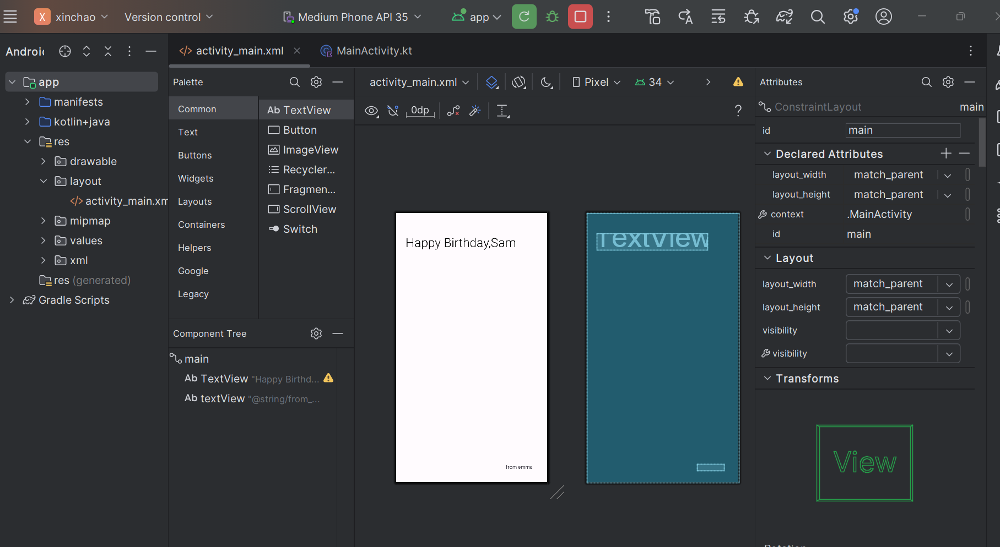 X xinchao Version control Medium Phone API 35 app
Android
activity_main.xml MainActivity.kt
app
manifests
kotlin+java
res
drawable
layout
activity_main.xm
mipmap
values
xml
res (generated)
Gradle Scripts
Palette
Common
Text
Buttons
Widgets
Layouts
Containers
Helpers
Google
Legacy
Ab TextView
Button
ImageView
Recycler...
Fragmen...
ScrollView
Switch
Component Tree
main
Ab TextView "Happy Birthd...
Ab textView "@string/from_...
activity_main.xml Pixel 34
0dp ?
Happy Birthday,Sam
from emma
TextView
Attributes
ConstraintLayout main
id main
Declared Attributes
layout_width match_parent
layout_height match_parent
context .MainActivity
id main
Layout
layout_width match_parent
layout_height match_parent
visibility
visibility
Transforms
View
Rotation